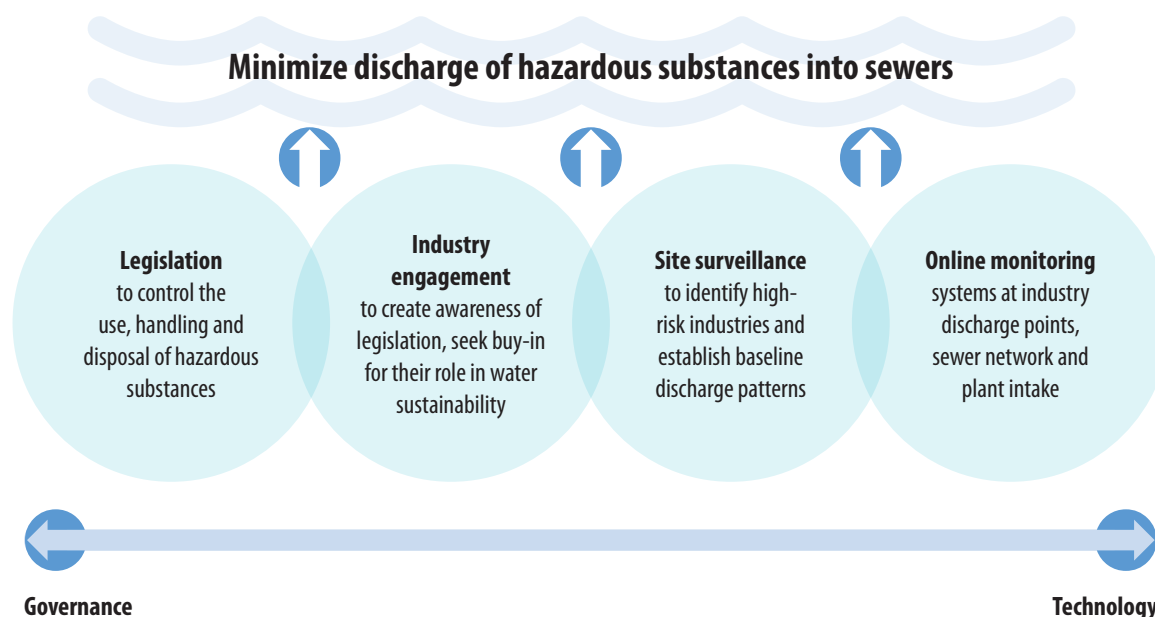 Minimize discharge of hazardous substances into sewers
Legislation
to control the
use, handling and
disposal of hazardous
substances
Industry
engagement
to create awareness of
legislation, seek buy-in
for their role in water
sustainability
Site surveillance
to identify high-
risk industries and
establish baseline
discharge patterns
Online monitoring
systems at industry
discharge points,
sewer network and
plant intake
Governance
Technology